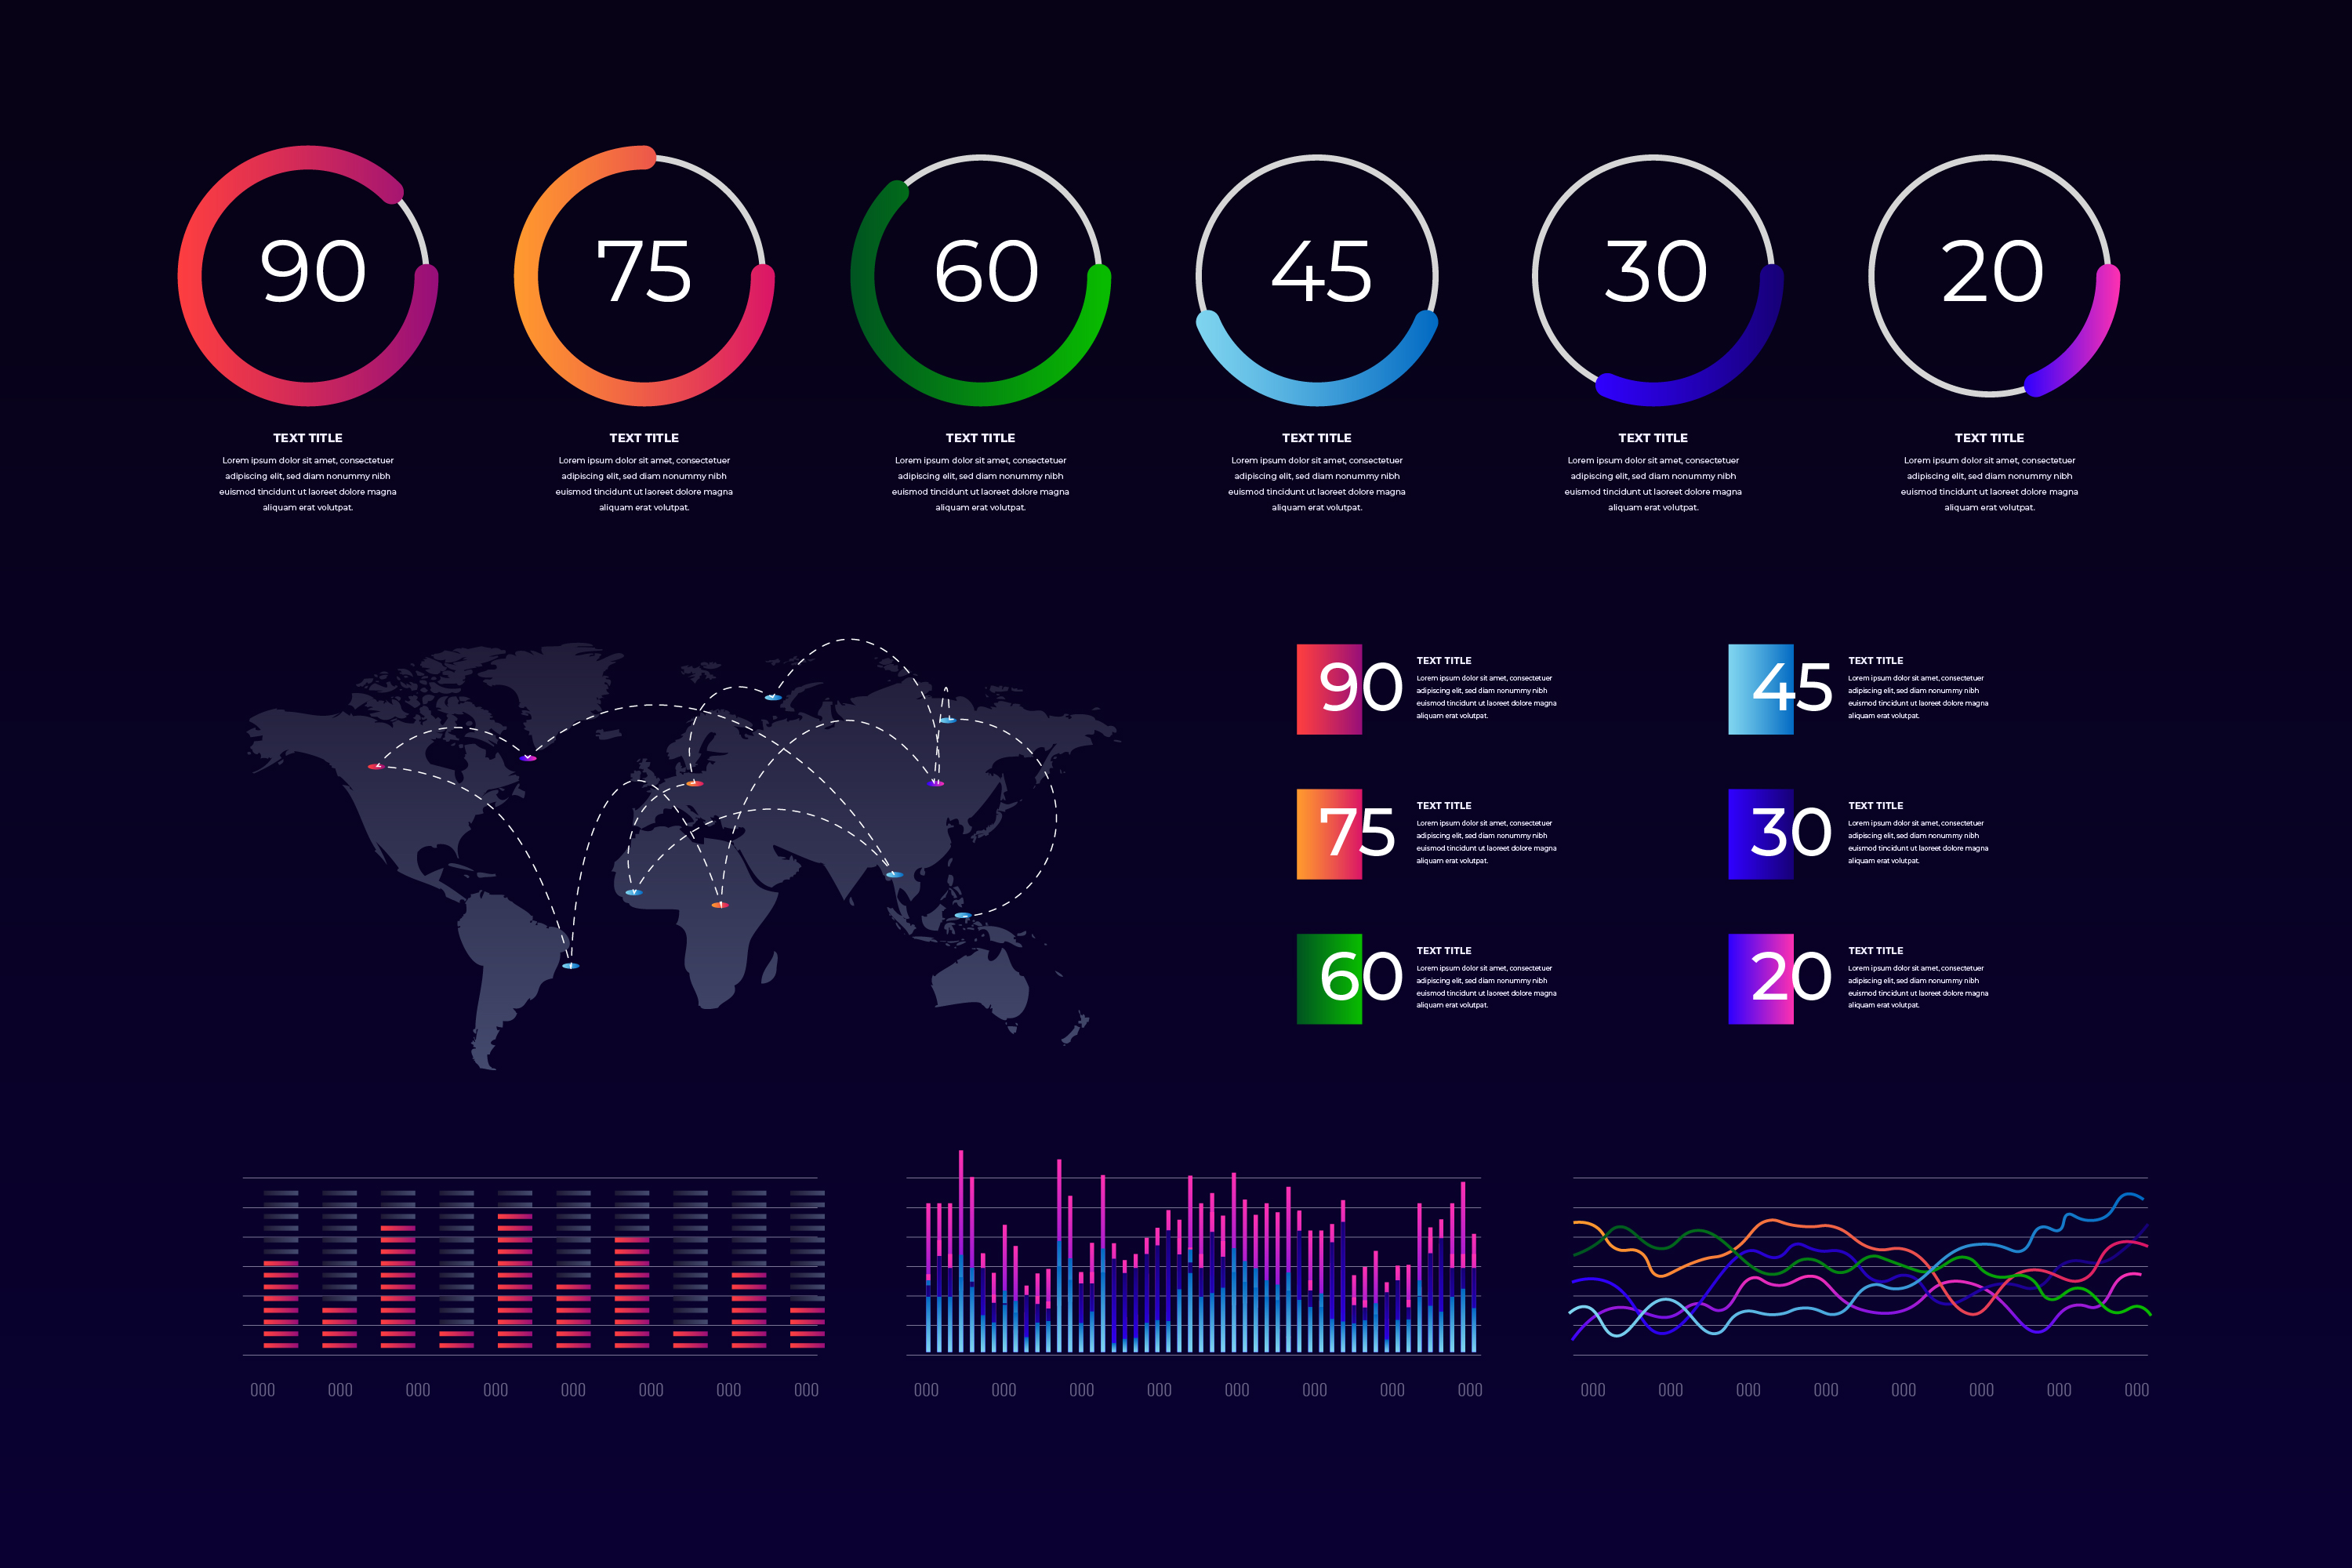 90
75
60
45
30
20
TEXT TITLE
Lorem ipsum dolor sit amet, consectetuer
adipiscing elit, sed diam nonummy nibh
euismod tincidunt ut laoreet dolore magna
aliquam erat volutpat.
TEXT TITLE
Lorem ipsum dolor sit amet, consectetuer
adipiscing elit, sed diam nonummy nibh
euismod tincidunt ut laoreet dolore magna
aliquam erat volutpat.
TEXT TITLE
Lorem ipsum dolor sit amet, consectetuer
adipiscing elit, sed diam nonummy nibh
euismod tincidunt ut laoreet dolore magna
aliquam erat volutpat.
TEXT TITLE
Lorem ipsum dolor sit amet, consectetuer
adipiscing elit, sed diam nonummy nibh
euismod tincidunt ut laoreet dolore magna
aliquam erat volutpat.
TEXT TITLE
Lorem ipsum dolor sit amet, consectetuer
adipiscing elit, sed diam nonummy nibh
euismod tincidunt ut laoreet dolore magna
aliquam erat volutpat.
TEXT TITLE
Lorem ipsum dolor sit amet, consectetuer
adipiscing elit, sed diam nonummy nibh
euismod tincidunt ut laoreet dolore magna
aliquam erat volutpat.
90
TEXT TITLE
Lorem ipsum dolor sit amet, consectetuer
adipiscing elit, sed diam nonummy nibh
euismod tincidunt ut laoreet dolore magna
aliquam erat volutpat.
45
TEXT TITLE
Lorem ipsum dolor sit amet, consectetuer
adipiscing elit, sed diam nonummy nibh
euismod tincidunt ut laoreet dolore magna
aliquam erat volutpat.
75
TEXT TITLE
Lorem ipsum dolor sit amet, consectetuer
adipiscing elit, sed diam nonummy nibh
euismod tincidunt ut laoreet dolore magna
aliquam erat volutpat.
30
TEXT TITLE
Lorem ipsum dolor sit amet, consectetuer
adipiscing elit, sed diam nonummy nibh
euismod tincidunt ut laoreet dolore magna
aliquam erat volutpat.
60
TEXT TITLE
Lorem ipsum dolor sit amet, consectetuer
adipiscing elit, sed diam nonummy nibh
euismod tincidunt ut laoreet dolore magna
aliquam erat volutpat.
20
TEXT TITLE
Lorem ipsum dolor sit amet, consectetuer
adipiscing elit, sed diam nonummy nibh
euismod tincidunt ut laoreet dolore magna
aliquam erat volutpat.
000 000 000 000 000 000 000 000
000 000 000 000 000 000 000 000
000 000 000 000 000 000 000 000